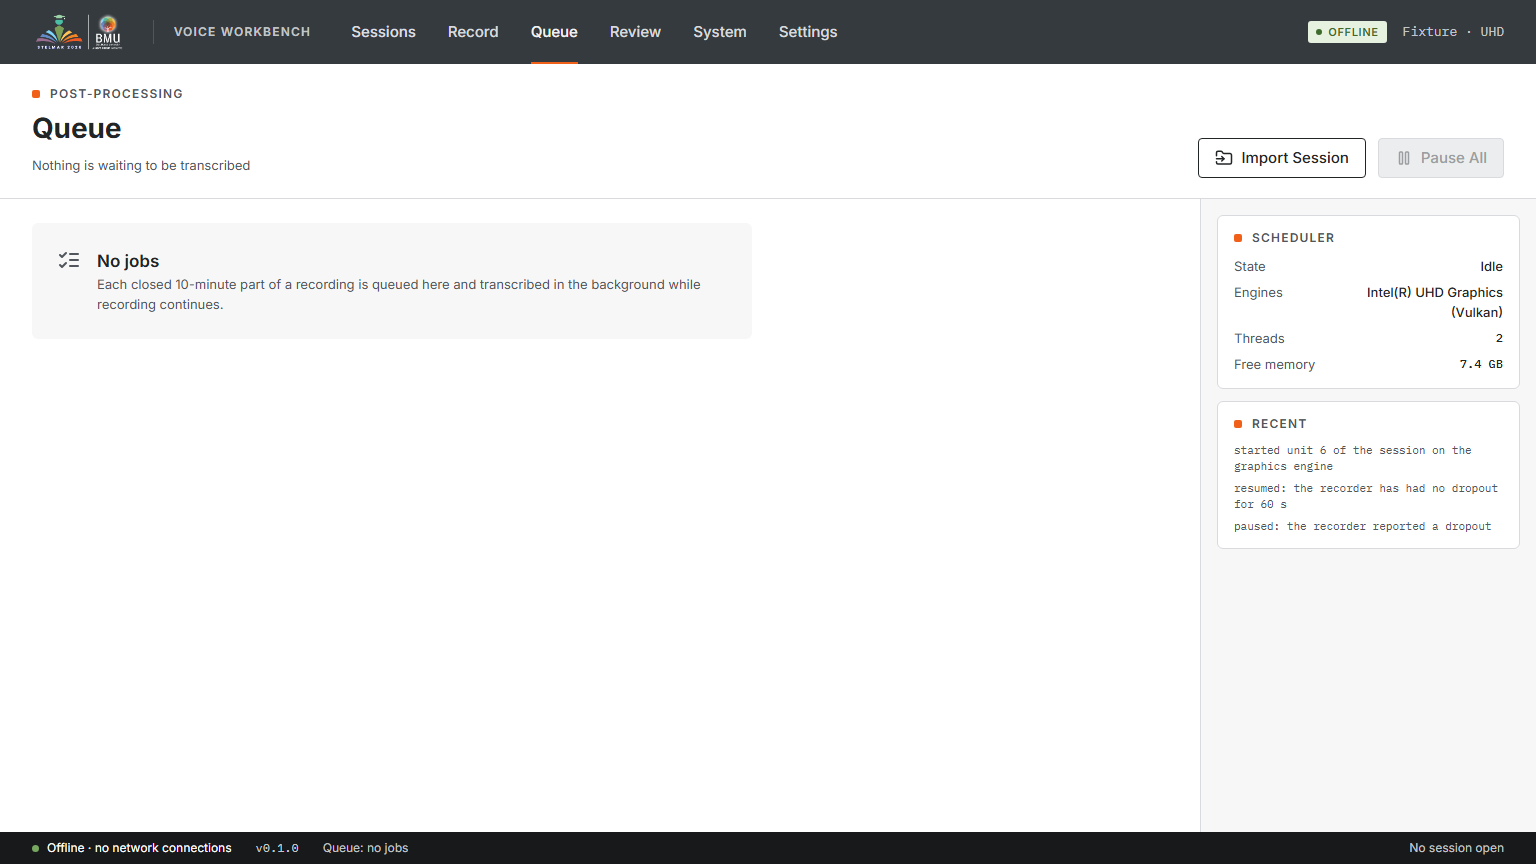 STELMAR 2026
BMU
VOICE WORKBENCH
Sessions
Record
Queue
Review
System
Settings
OFFLINE
Fixture · UHD
POST-PROCESSING
Queue
Nothing is waiting to be transcribed
Import Session
Pause All
No jobs
Each closed 10-minute part of a recording is queued here and transcribed in the background while
recording continues.
SCHEDULER
State
Idle
Engines
Intel(R) UHD Graphics
(Vulkan)
Threads
2
Free memory
7.4 GB
RECENT
started unit 6 of the session on the
graphics engine
resumed: the recorder has had no dropout
for 60 s
paused: the recorder reported a dropout
Offline · no network connections
v0.1.0
Queue: no jobs
No session open